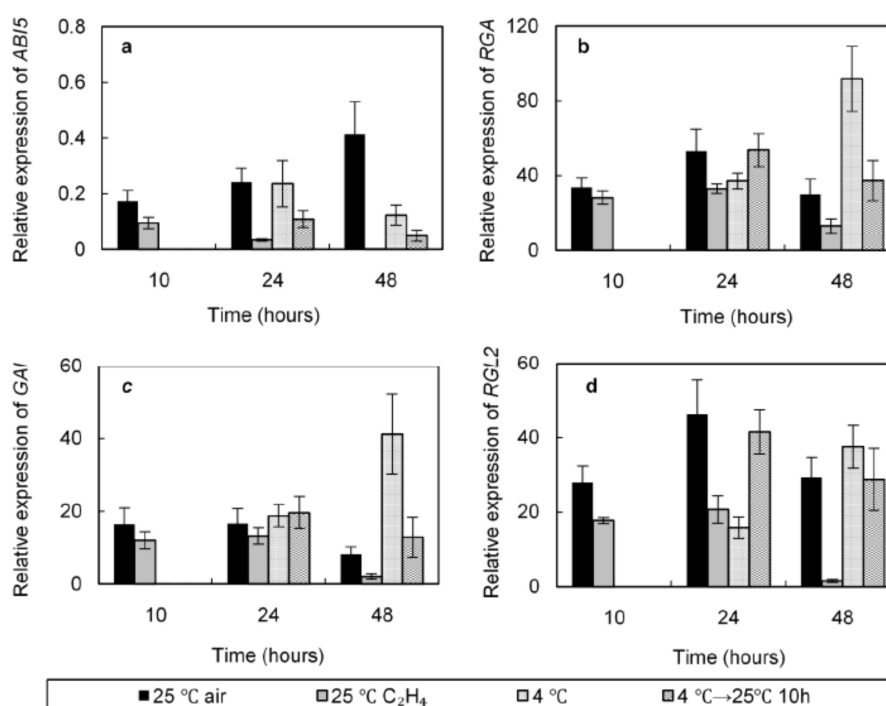 a
Relative expression of ABI5
0.8
0.6
0.4
0.2
0
10 24 48
Time (hours)
b
Relative expression of RGA
120
80
40
0
10 24 48
Time (hours)
c
Relative expression of GAI
60
40
20
0
10 24 48
Time (hours)
d
Relative expression of RGL2
60
50
40
30
20
10
0
10 24 48
Time (hours)
25 ℃ air 25 ℃ C₂H₄ 4 ℃ 4 ℃→25℃ 10h